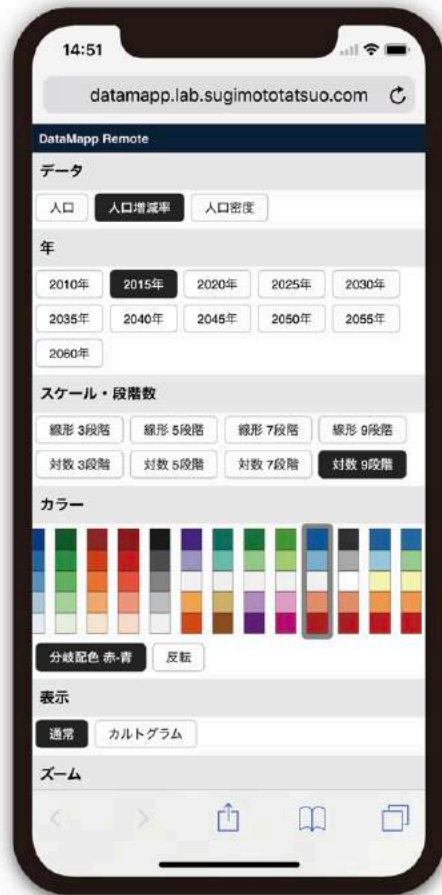 14:51
datamapp.lab.sugimototatsuo.com
DataMapp Remote
データ
人口 人口増減率 人口密度
年
2010年 2015年 2020年 2025年 2030年
2035年 2040年 2045年 2050年 2055年
2060年
スケール・段階数
線形 3段階 線形 5段階 線形 7段階 線形 9段階
対数 3段階 対数 5段階 対数 7段階 対数 9段階
カラー
分岐配色 赤-青 反転
表示
通常 カルトグラム
ズーム